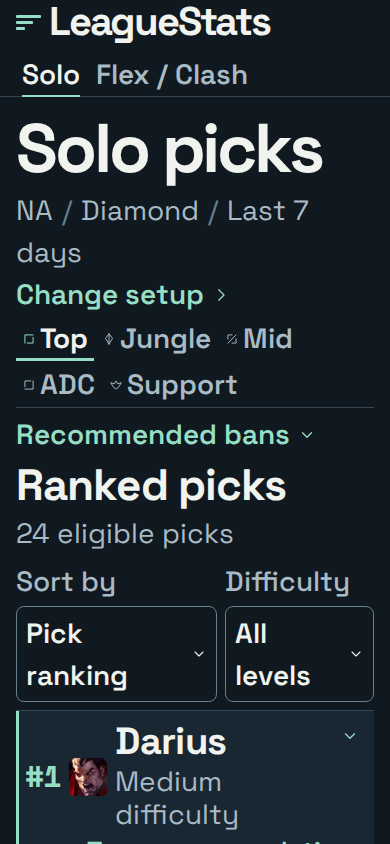 LeagueStats
Solo Flex / Clash
Solo picks
NA / Diamond / Last 7
days
Change setup
Top Jungle Mid
ADC Support
Recommended bans
Ranked picks
24 eligible picks
Sort by Difficulty
Pick ranking
All levels
#1 Darius
Medium
difficulty